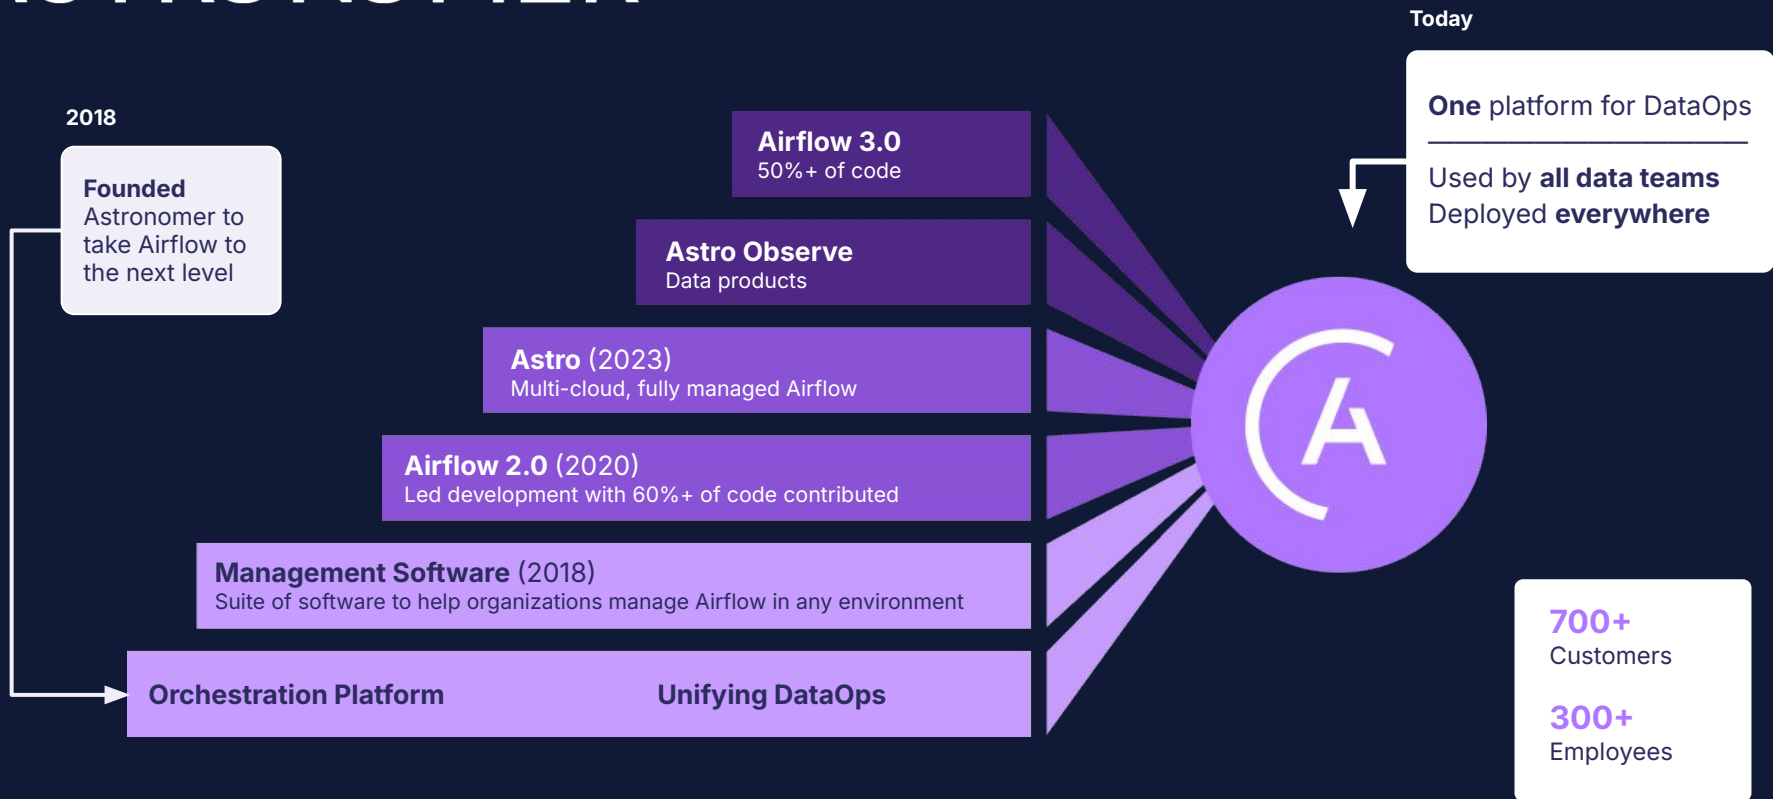 ASTRONOMER
Today
One platform for DataOps
Used by all data teams
Deployed everywhere
2018
Founded
Astronomer to
take Airflow to
the next level
Airflow 3.0
50%+ of code
Astro Observe
Data products
Astro (2023)
Multi-cloud, fully managed Airflow
Airflow 2.0 (2020)
Led development with 60%+ of code contributed
Management Software (2018)
Suite of software to help organizations manage Airflow in any environment
Orchestration Platform Unifying DataOps
A
700+
Customers
300+
Employees